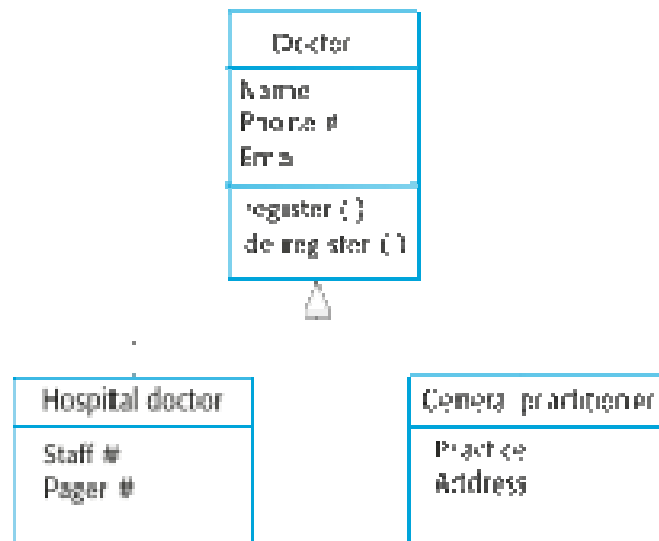 Doctor
Name
Phone #
Email
register ( )
de-register ( )
Hospital doctor
Staff #
Pager #
General practitioner
Practice
Address